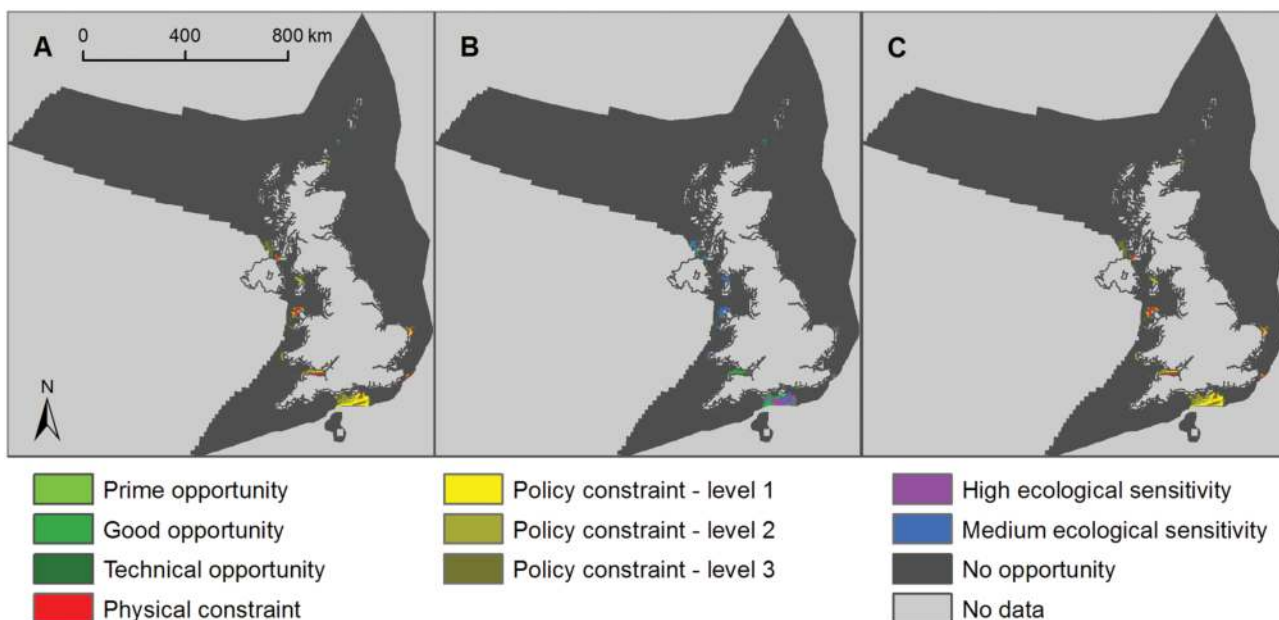 A
0 400 800 km
B
C
N
Prime opportunity
Good opportunity
Technical opportunity
Physical constraint
Policy constraint - level 1
Policy constraint - level 2
Policy constraint - level 3
High ecological sensitivity
Medium ecological sensitivity
No opportunity
No data